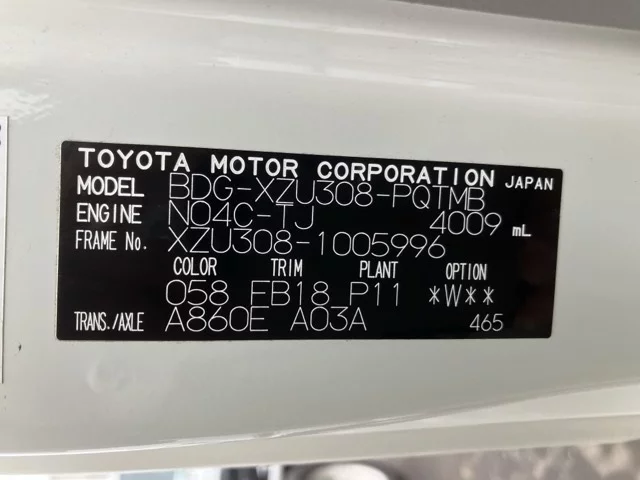 TOYOTA MOTOR CORPORATION JAPAN
MODEL BDG-XZU308-PQTMB
ENGINE N04C-TJ 4009 mL
FRAME No. XZU308-1005996
COLOR TRIM PLANT OPTION
058 FB18 P11 *W**
TRANS./AXLE A860E A03A 465